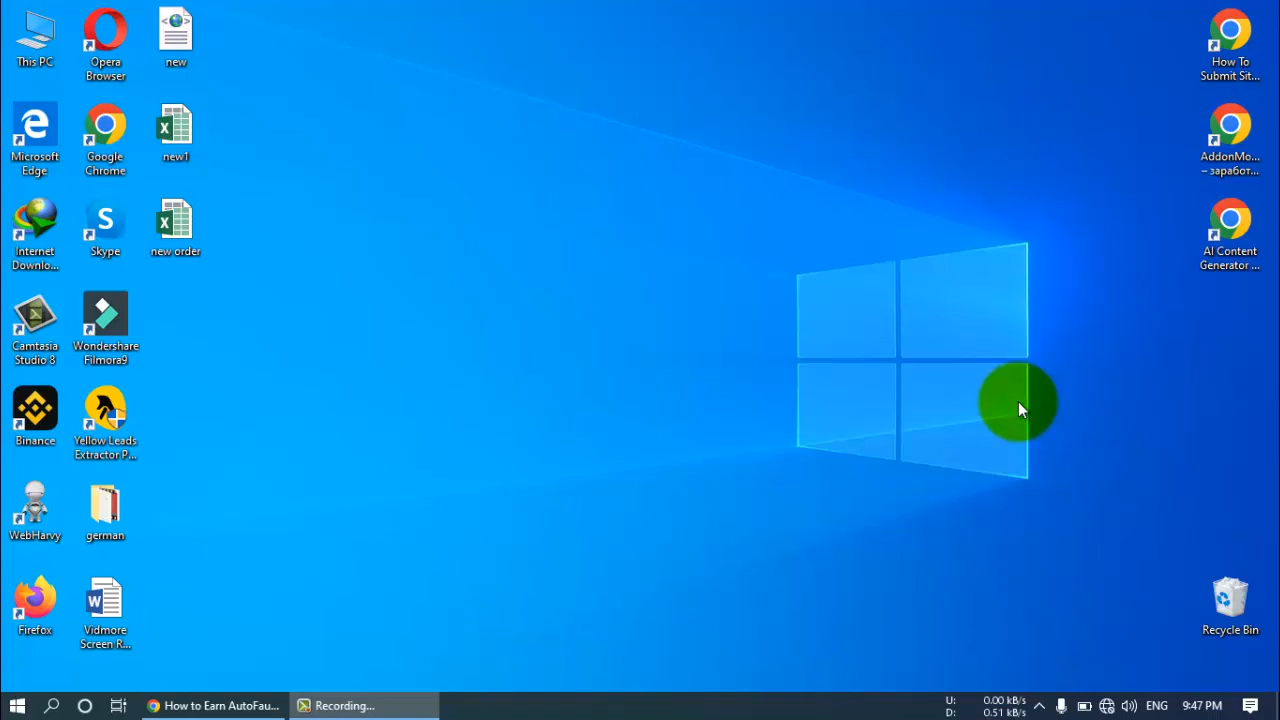 This PC
Opera
Browser
new
Microsoft
Edge
Google
Chrome
new1
Internet
Downlo...
Skype
new order
Camtasia
Studio 8
Wondershare
Filmora9
Binance
Yellow Leads
Extractor P...
WebHarvy
german
Firefox
Vidmore
Screen R...
How To
Submit Sit...
AddonMo...
– заработ...
AI Content
Generator ...
Recycle Bin
How to Earn AutoFau...
Recording...
U: 0.00 kB/s
D: 0.51 kB/s
ENG
9:47 PM